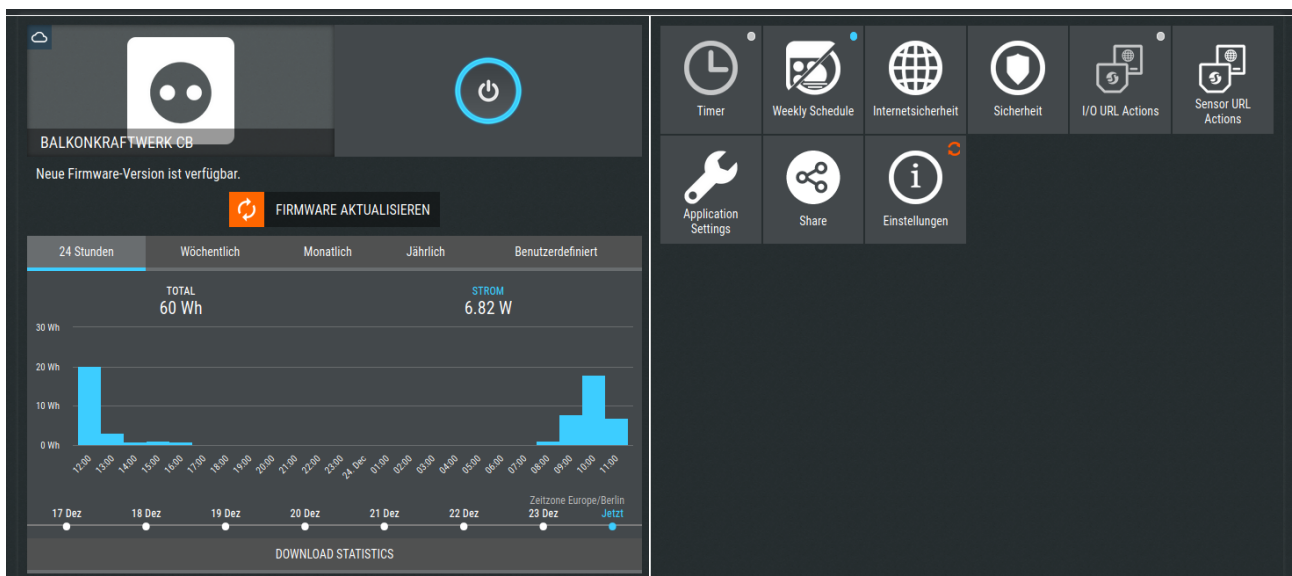 BALKONKRAFTWERK CB
Neue Firmware-Version ist verfügbar.
FIRMWARE AKTUALISIEREN
24 Stunden Wöchentlich Monatlich Jährlich Benutzerdefiniert
TOTAL STROM
60 Wh 6.82 W
30 Wh
20 Wh
10 Wh
0 Wh
12:00 13:00 14:00 15:00 16:00 17:00 18:00 19:00 20:00 21:00 22:00 23:00 24. Dec 01:00 02:00 03:00 04:00 05:00 06:00 07:00 08:00 09:00 10:00 11:00
Zeitzone Europe/Berlin
17 Dez 18 Dez 19 Dez 20 Dez 21 Dez 22 Dez 23 Dez Jetzt
DOWNLOAD STATISTICS
Timer Weekly Schedule Internetsicherheit Sicherheit I/O URL Actions Sensor URL
Actions
Application
Settings Share Einstellungen